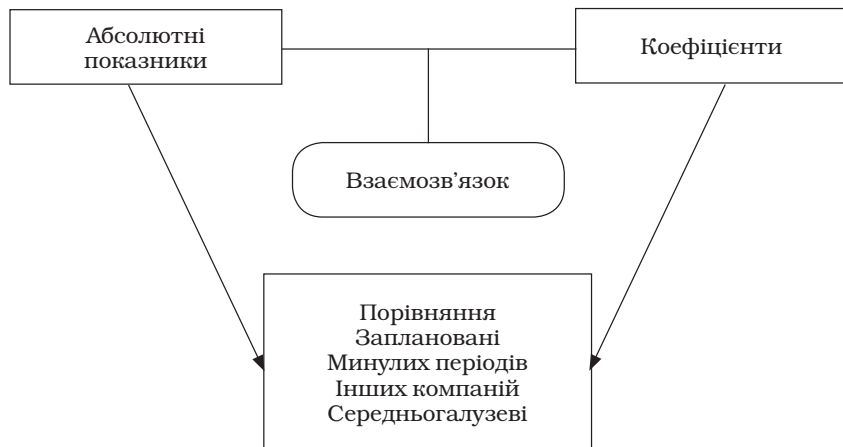 Абсолютні
показники
Коефіцієнти
Взаємозв'язок
Порівняння
Заплановані
Минулих періодів
Інших компаній
Середньогалузеві